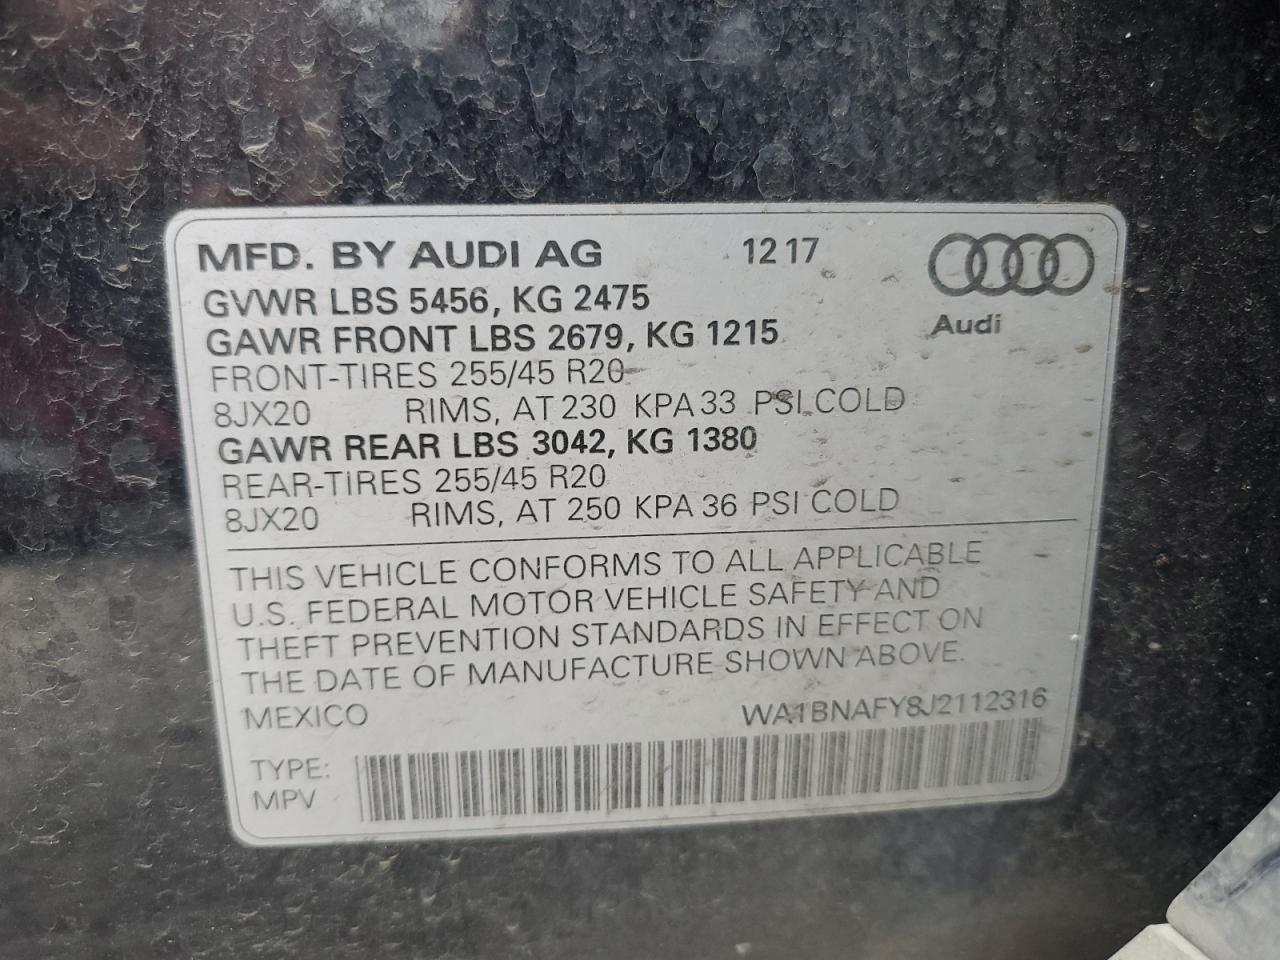 MFD. BY AUDI AG 12 17
GVWR LBS 5456, KG 2475
GAWR FRONT LBS 2679, KG 1215
Audi
FRONT-TIRES 255/45 R20
8JX20 RIMS, AT 230 KPA 33 PSI COLD
GAWR REAR LBS 3042, KG 1380
REAR-TIRES 255/45 R20
8JX20 RIMS, AT 250 KPA 36 PSI COLD
THIS VEHICLE CONFORMS TO ALL APPLICABLE
U.S. FEDERAL MOTOR VEHICLE SAFETY AND
THEFT PREVENTION STANDARDS IN EFFECT ON
THE DATE OF MANUFACTURE SHOWN ABOVE.
MEXICO WA1BNAFY8J2112316
TYPE:
MPV